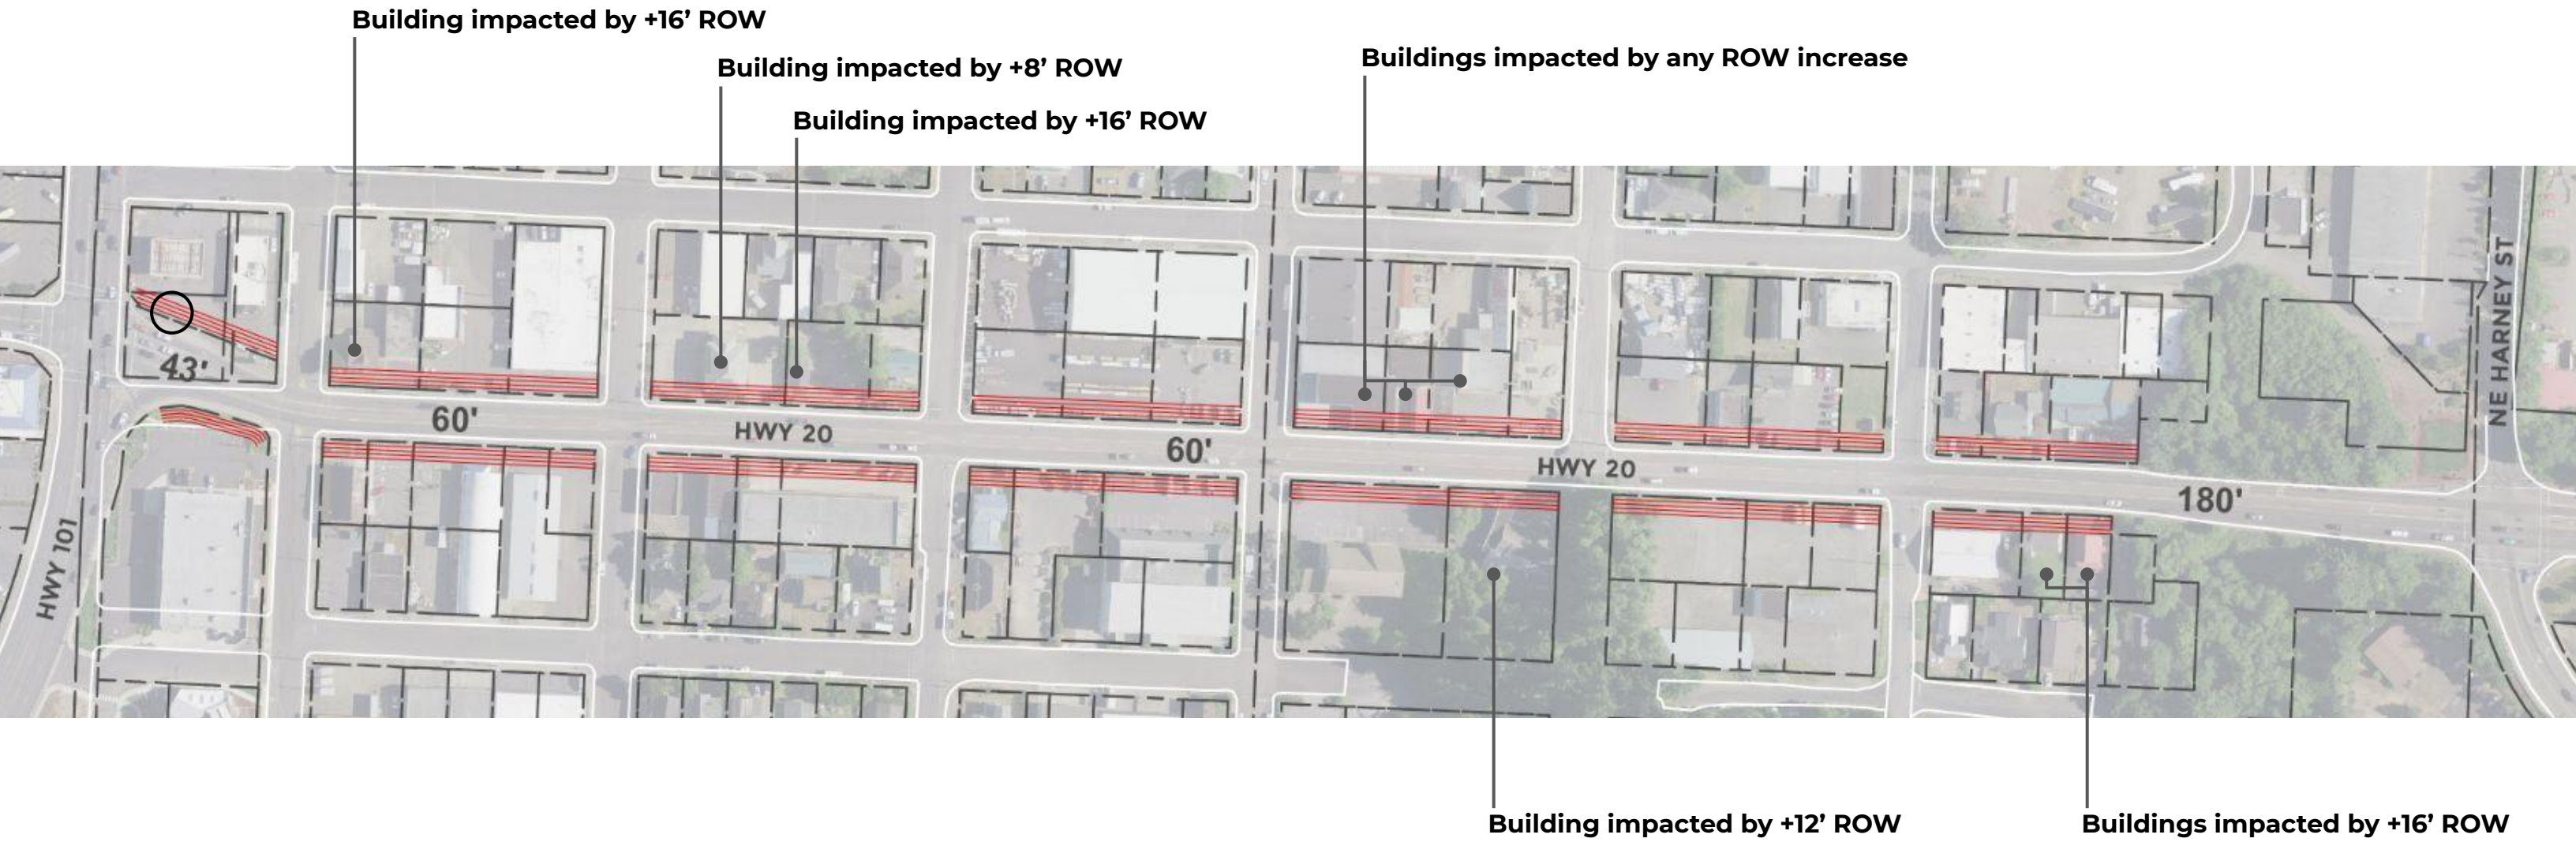 Building impacted by +16’ ROW
Building impacted by +8’ ROW
Buildings impacted by any ROW increase
Building impacted by +16’ ROW
43'
60'
HWY 20
60'
HWY 20
180'
NE HARNEY ST
HWY 101
Building impacted by +12’ ROW
Buildings impacted by +16’ ROW